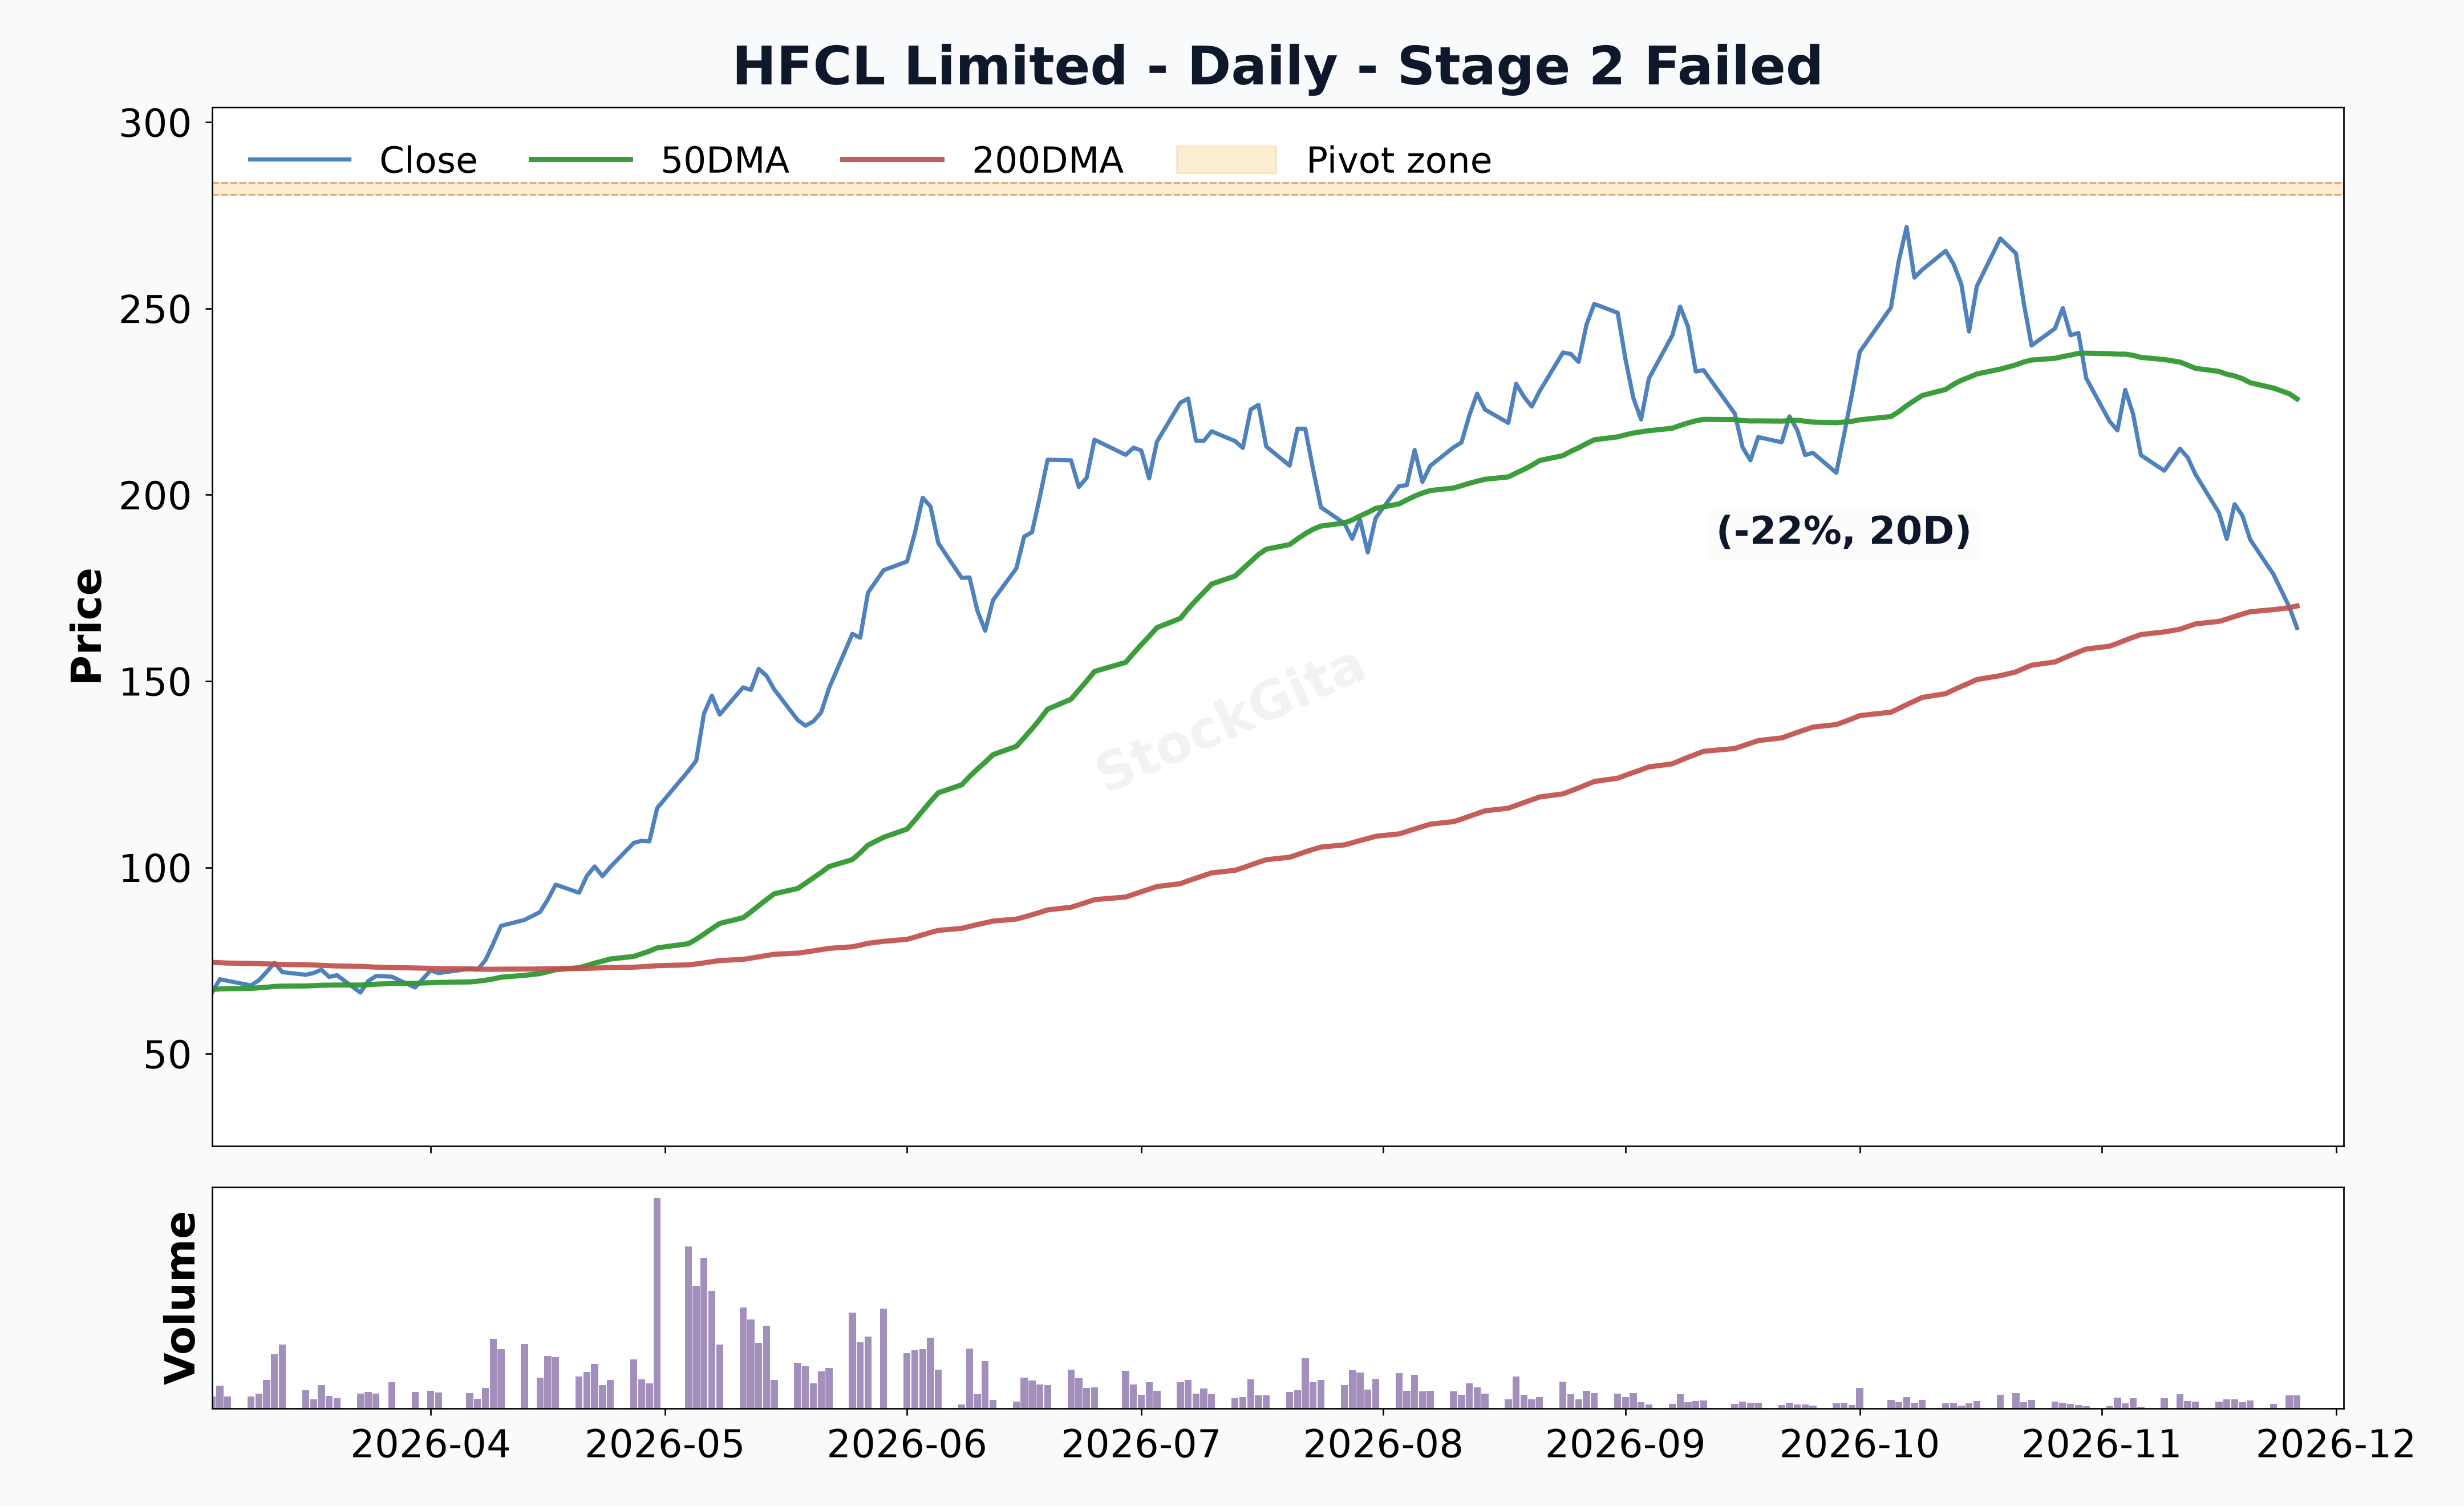 HFCL Limited - Daily - Stage 2 Failed
Close 50DMA 200DMA Pivot zone
300
250
200
150
100
50
Price
(-22%, 20D)
StockGita
Volume
2026-04 2026-05 2026-06 2026-07 2026-08 2026-09 2026-10 2026-11 2026-12